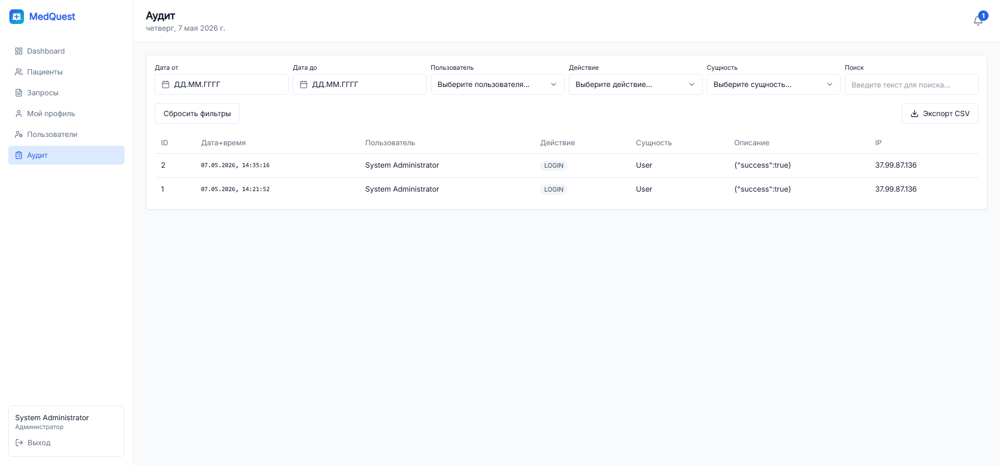 MedQuest
Dashboard
Пациенты
Запросы
Мой профиль
Пользователи
Аудит
System Administrator
Администратор
Выход
Аудит
четверг, 7 мая 2026 г.
1
Дата от Дата до Пользователь Действие Сущность Поиск
ДД.ММ.ГГГГ ДД.ММ.ГГГГ Выберите пользователя... Выберите действие... Выберите сущность... Введите текст для поиска...
Сбросить фильтры Экспорт CSV
ID Дата+время Пользователь Действие Сущность Описание IP
2 07.05.2026, 14:35:16 System Administrator LOGIN User {"success":true} 37.99.87.136
1 07.05.2026, 14:21:52 System Administrator LOGIN User {"success":true} 37.99.87.136